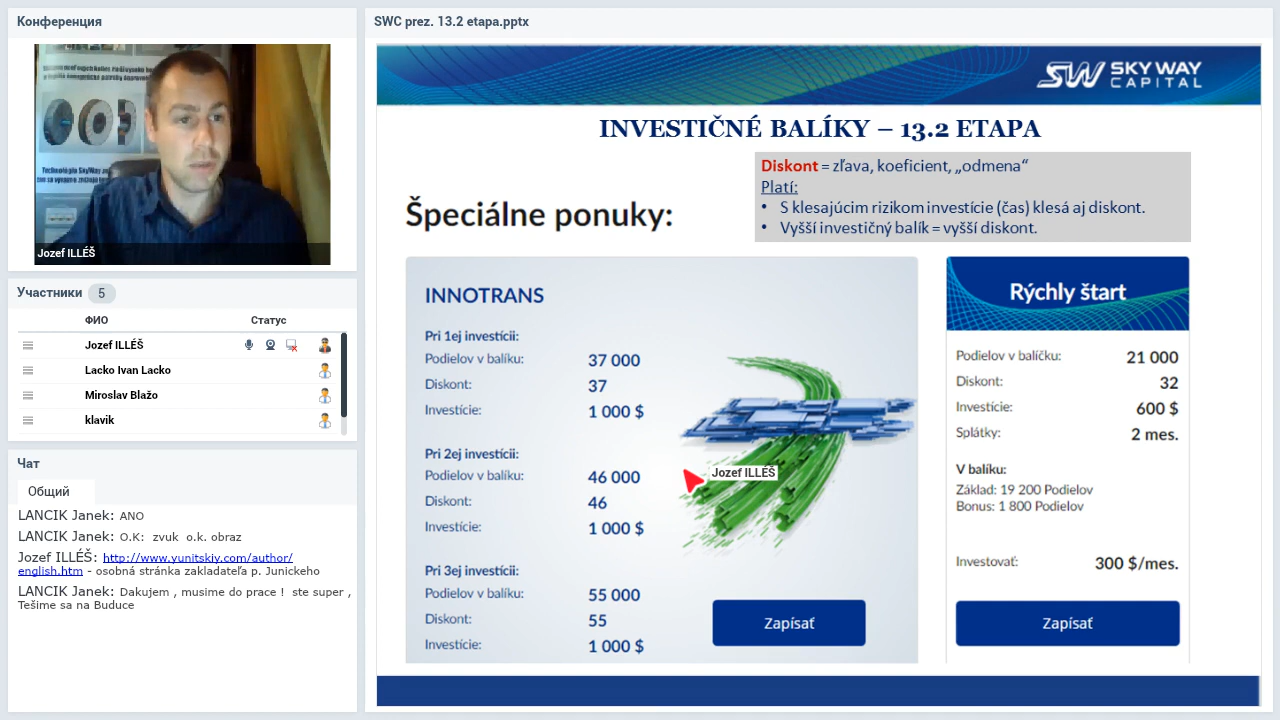 Конференция
Jozef ILLÉŠ
Участники 5
ФИО Статус
Jozef ILLÉŠ
Lacko Ivan Lacko
Miroslav Blažo
klavik
Чат
Общий
LANCIK Janek: ANO
LANCIK Janek: O.K: zvuk o.k. obraz
Jozef ILLÉŠ: http://www.yunitskiy.com/author/
english.htm - osobná stránka zakladateľa p. Junickeho
LANCIK Janek: Dakujem , musime do prace ! ste super ,
Tešime sa na Buduce
SWC prez. 13.2 etapa.pptx
SW SKY WAY
CAPITAL
INVESTIČNÉ BALÍKY – 13.2 ETAPA
Diskont = zľava, koeficient, „odmena“
Platí:
• S klesajúcim rizikom investície (čas) klesá aj diskont.
• Vyšší investičný balík = vyšší diskont.
Špeciálne ponuky:
INNOTRANS
Pri 1ej investícii:
Podielov v balíku: 37 000
Diskont: 37
Investície: 1 000 $
Pri 2ej investícii:
Podielov v balíku: 46 000
Diskont: 46
Investície: 1 000 $
Pri 3ej investícii:
Podielov v balíku: 55 000
Diskont: 55
Investície: 1 000 $
Jozef ILLÉŠ
Zapísať
Rýchly štart
Podielov v balíčku: 21 000
Diskont: 32
Investície: 600 $
Splátky: 2 mes.
V balíku:
Základ: 19 200 Podielov
Bonus: 1 800 Podielov
Investovať: 300 $/mes.
Zapísať